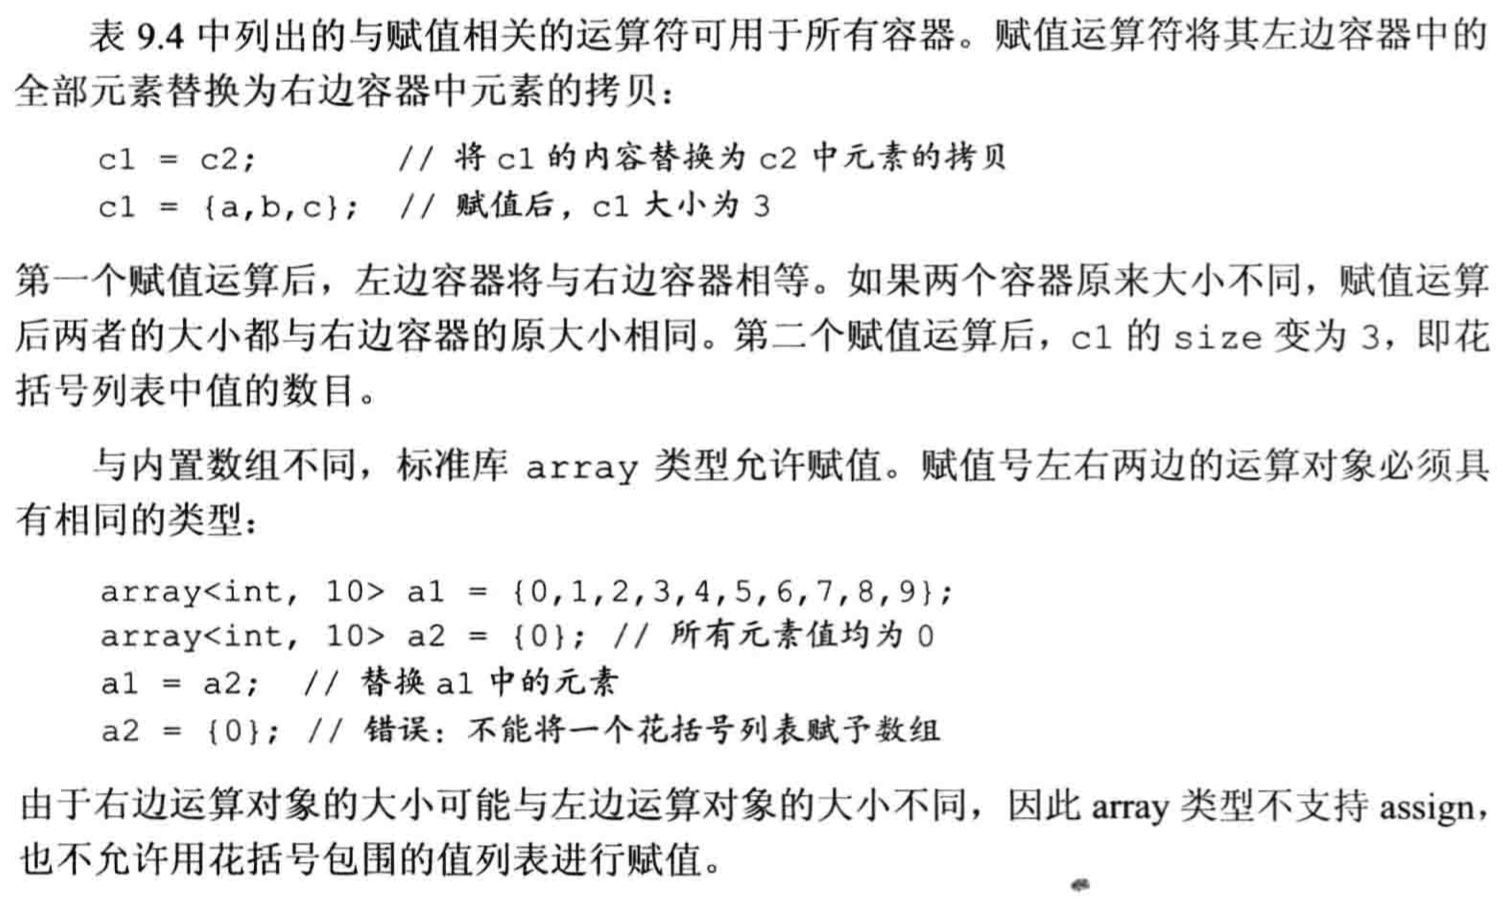 表 9.4 中列出的与赋值相关的运算符可用于所有容器。赋值运算符将其左边容器中的
全部元素替换为右边容器中元素的拷贝：
c1 = c2;        // 将 c1 的内容替换为 c2 中元素的拷贝
c1 = {a,b,c};  // 赋值后，c1 大小为 3
第一个赋值运算后，左边容器将与右边容器相等。如果两个容器原来大小不同，赋值运算
后两者的大小都与右边容器的原大小相同。第二个赋值运算后，c1 的 size 变为 3，即花
括号列表中值的数目。
与内置数组不同，标准库 array 类型允许赋值。赋值号左右两边的运算对象必须具
有相同的类型：
array<int, 10> a1 = {0,1,2,3,4,5,6,7,8,9};
array<int, 10> a2 = {0}; // 所有元素值均为 0
a1 = a2;  // 替换 a1 中的元素
a2 = {0}; // 错误：不能将一个花括号列表赋予数组
由于右边运算对象的大小可能与左边运算对象的大小不同，因此 array 类型不支持 assign，
也不允许用花括号包围的值列表进行赋值。